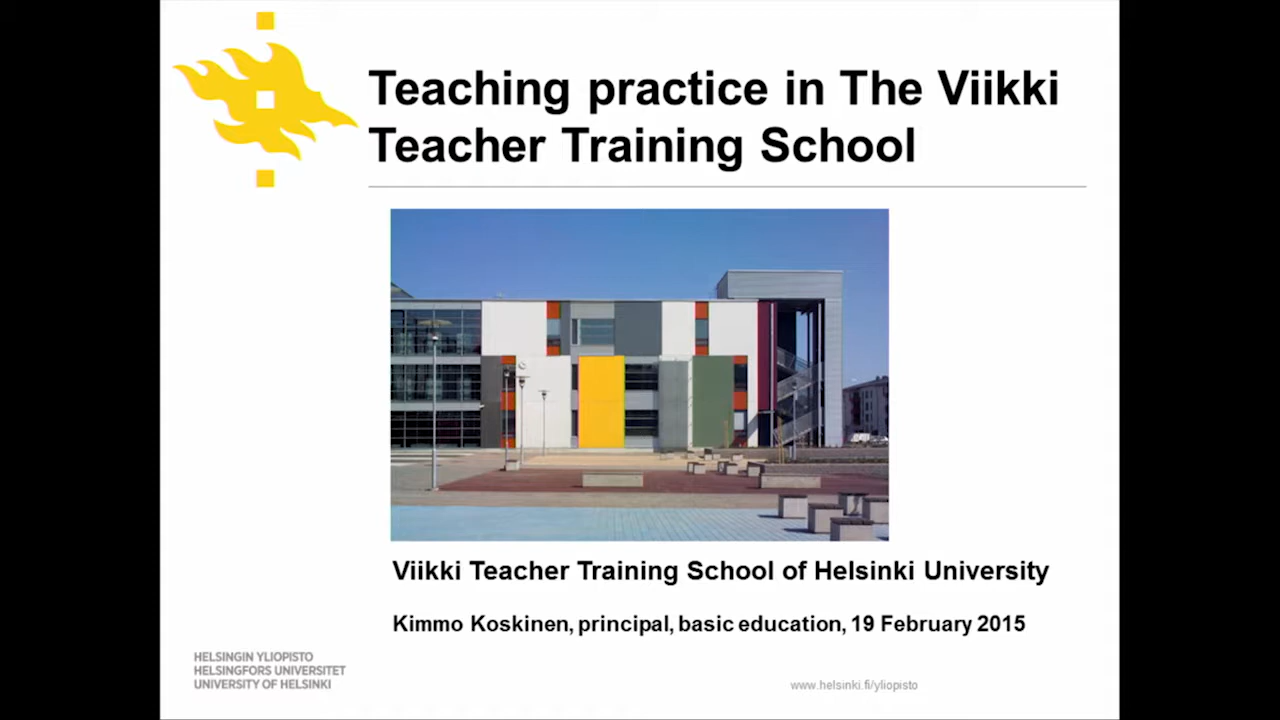 Teaching practice in The Viikki
Teacher Training School
Viikki Teacher Training School of Helsinki University
Kimmo Koskinen, principal, basic education, 19 February 2015
HELSINGIN YLIOPISTO
HELSINGFORS UNIVERSITET
UNIVERSITY OF HELSINKI
www.helsinki.fi/yliopisto